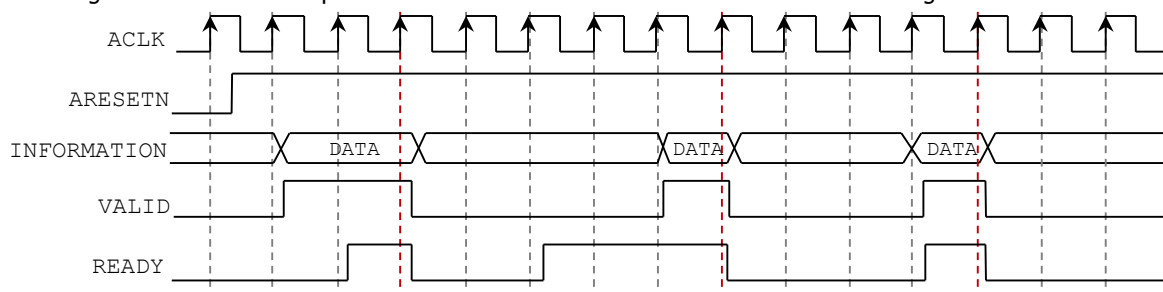 ACLK
ARESETN
INFORMATION DATA DATA DATA
VALID
READY